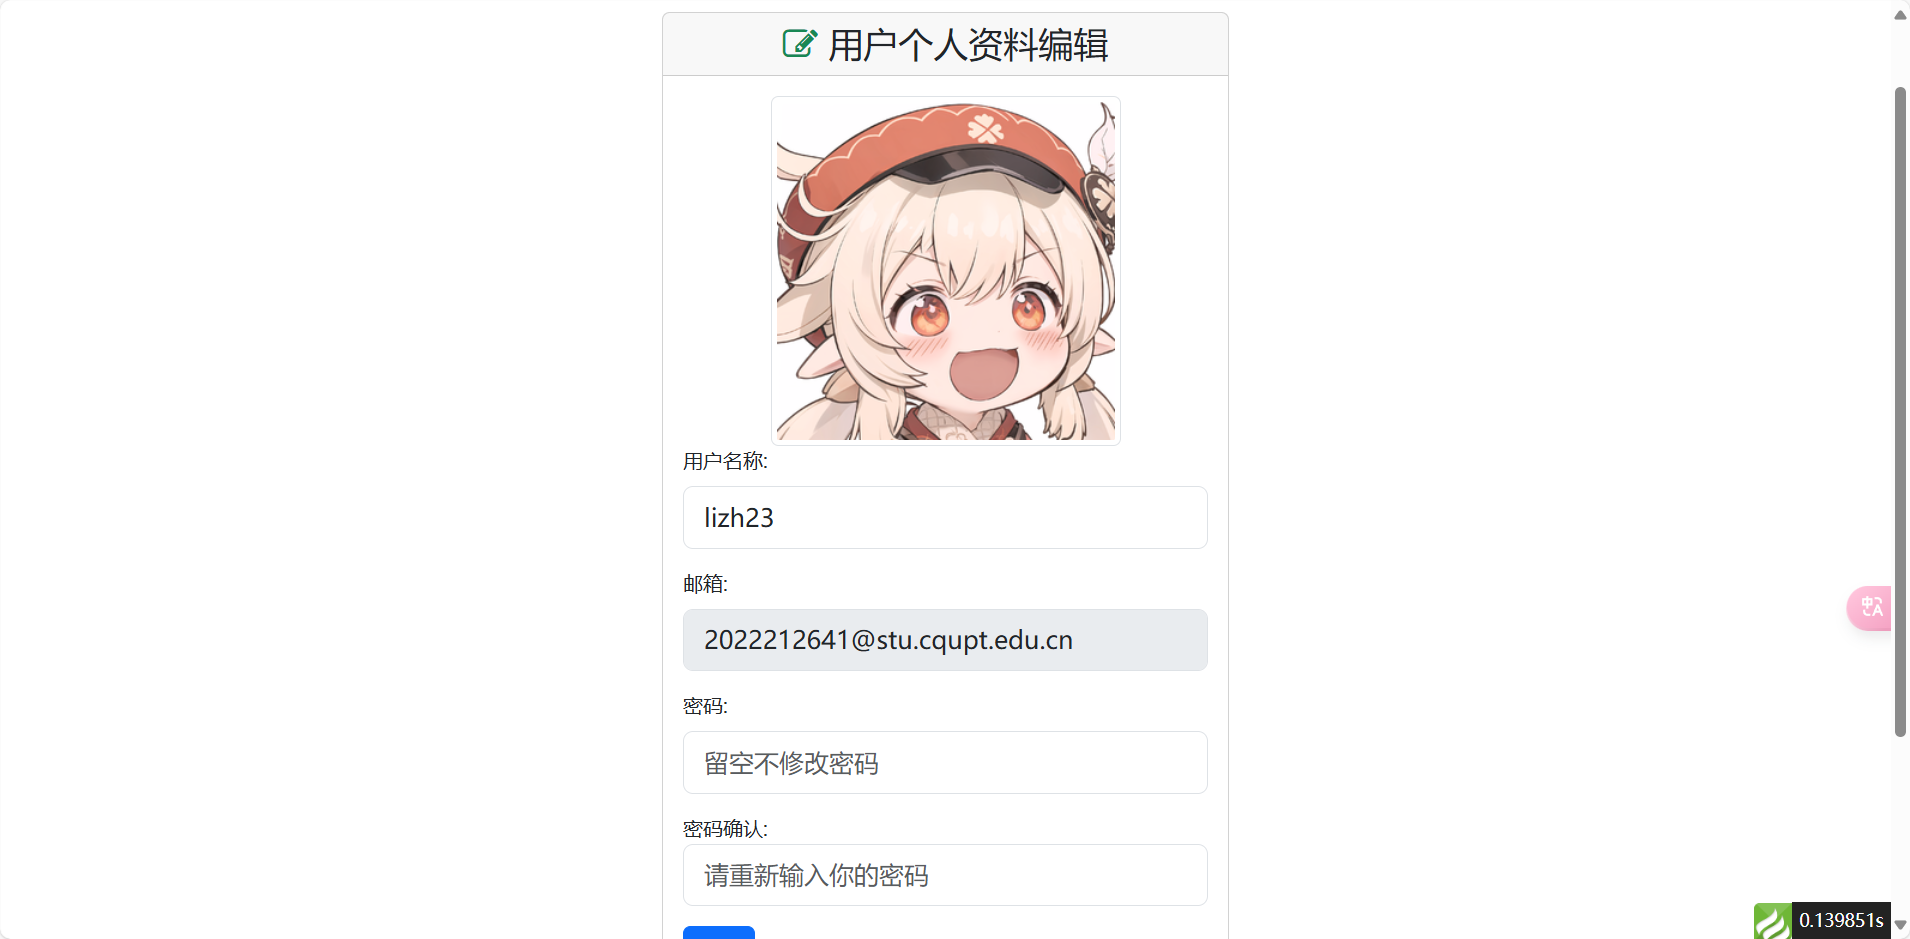 用户个人资料编辑
用户名称:
lizh23
邮箱:
2022212641@stu.cqupt.edu.cn
密码:
留空不修改密码
密码确认:
请重新输入你的密码
中A
0.139851s